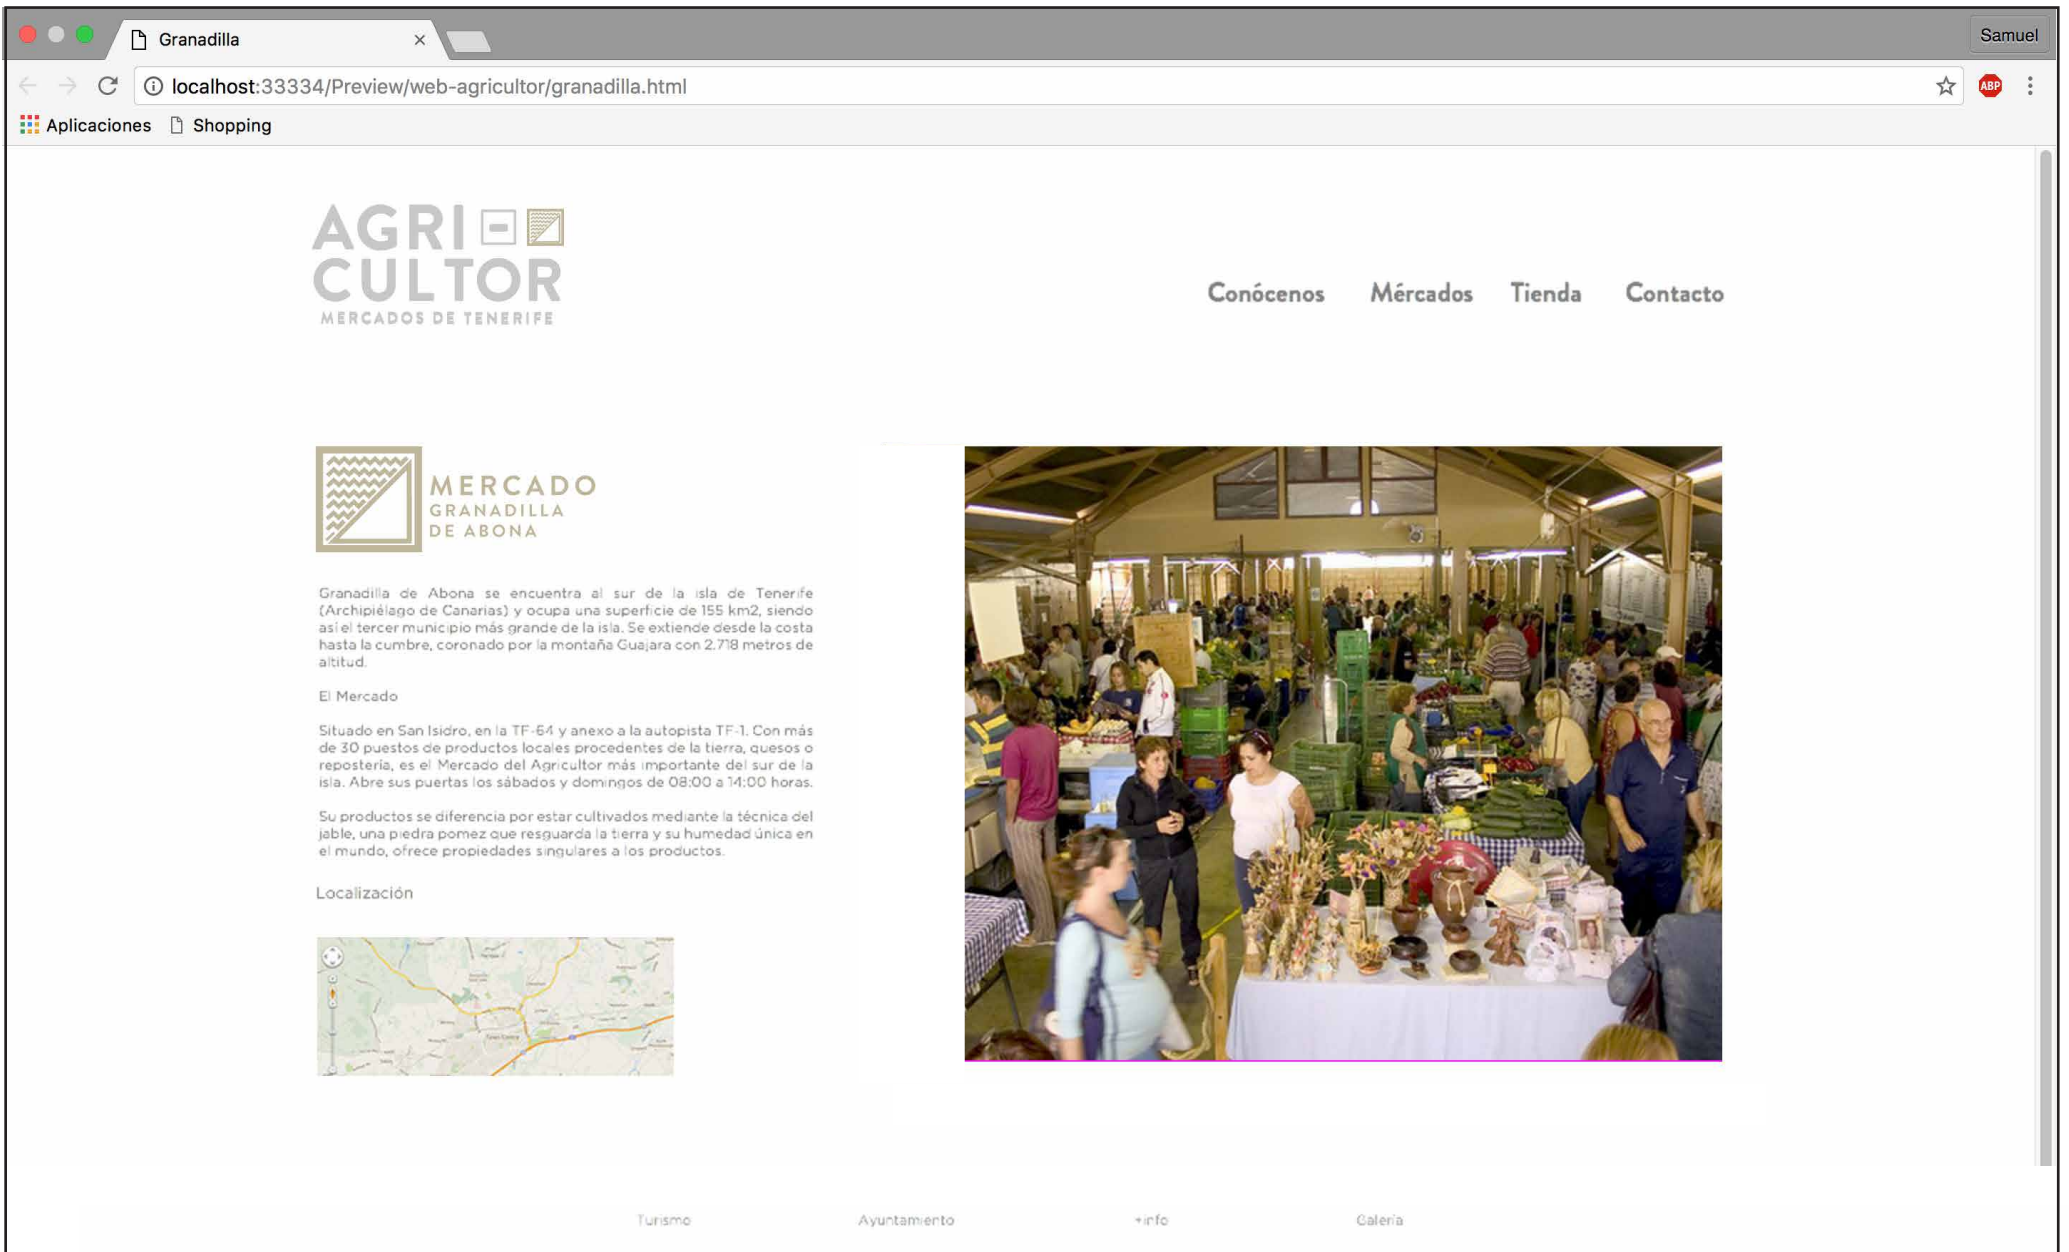 Granadilla
Samuel
localhost:33334/Preview/web-agricultor/granadilla.html
ABP
Aplicaciones
Shopping
AGRI
CULTOR
MERCADOS DE TENERIFE
Conócenos
Mércados
Tienda
Contacto
MERCADO
GRANADILLA
DE ABONA
Granadilla de Abona se encuentra al sur de la isla de Tenerife
(Archipiélago de Canarias) y ocupa una superficie de 155 km2, siendo
así el tercer municipio más grande de la isla. Se extiende desde la costa
hasta la cumbre, coronado por la montaña Guajara con 2.718 metros de
altitud.
El Mercado
Situado en San Isidro, en la TF-64 y anexo a la autopista TF-1. Con más
de 30 puestos de productos locales procedentes de la tierra, quesos o
repostería, es el Mercado del Agricultor más importante del sur de la
isla. Abre sus puertas los sábados y domingos de 08:00 a 14:00 horas.
Su productos se diferencia por estar cultivados mediante la técnica del
jable, una piedra pomez que resguarda la tierra y su humedad única en
el mundo, ofrece propiedades singulares a los productos.
Localización
Turismo
Ayuntamiento
+info
Galería